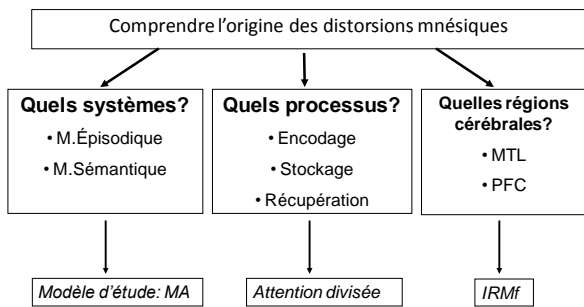 Comprendre l'origine des distorsions mnésiques
Quels systèmes?
• M.Épisodique
• M.Sémantique
Quels processus?
• Encodage
• Stockage
• Récupération
Quelles régions
cérébrales?
• MTL
• PFC
Modèle d'étude: MA
Attention divisée
IRMf